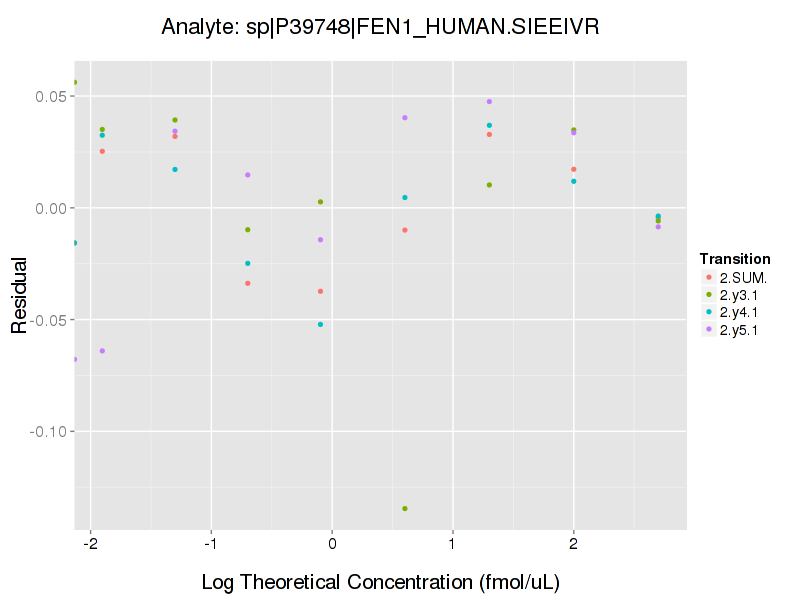 Analyte: sp|P39748|FEN1_HUMAN.SIEEIVR
0.05
0.00
-0.05
-0.10
Residual
-2
-1
0
1
2
Log Theoretical Concentration (fmol/uL)
Transition
2.SUM.
2.y3.1
2.y4.1
2.y5.1